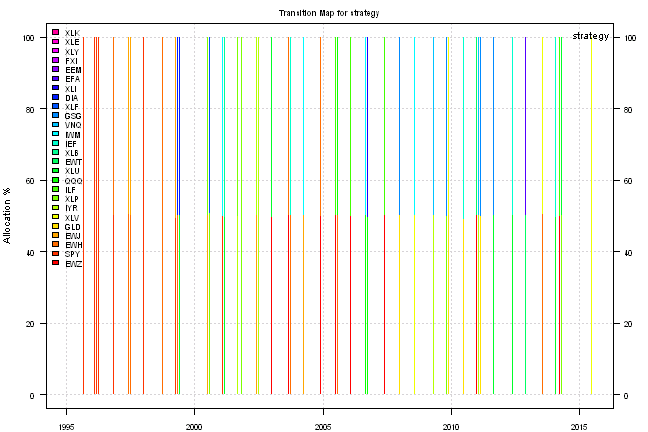 Transition Map for strategy
strategy
XLK
XLE
XLY
FXI
EEM
EFA
XLI
DIA
XLF
GSG
VNQ
IWM
IEF
XLB
EWT
XLU
QQQ
ILF
XLP
IYR
XLV
GLD
EWJ
EWH
SPY
EWZ
Allocation %
100
80
60
40
20
0
100
80
60
40
20
0
1995 2000 2005 2010 2015